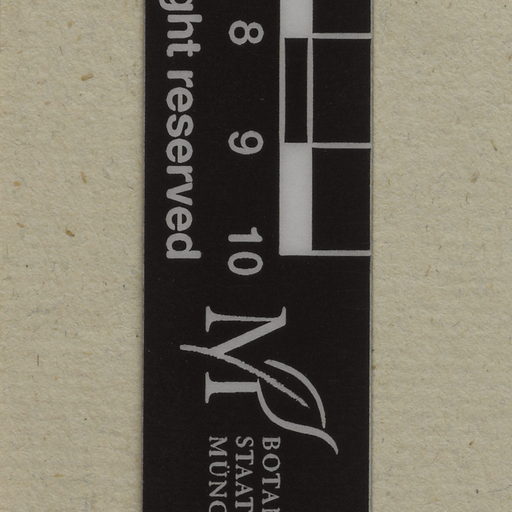 8 9 10
ght reserved
BOTA
STAAT
MÜNC